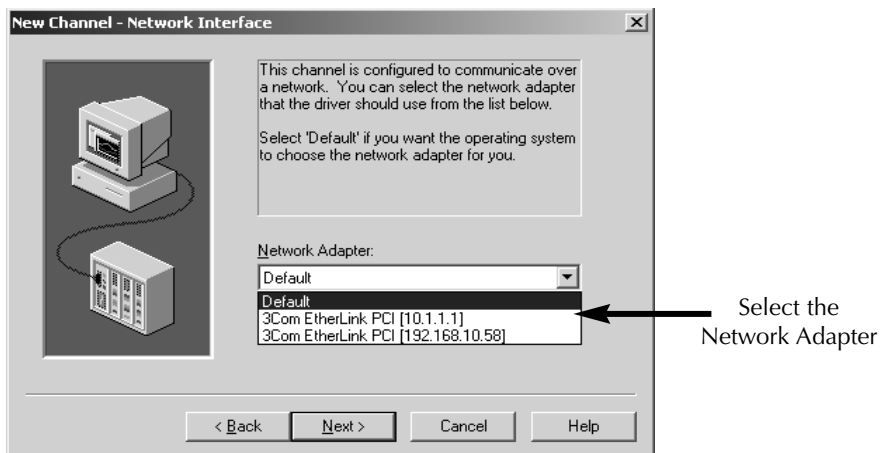 New Channel - Network Interface
This channel is configured to communicate over
a network. You can select the network adapter
that the driver should use from the list below.
Select 'Default' if you want the operating system
to choose the network adapter for you.
Network Adapter:
Default
Default
3Com EtherLink PCI [10.1.1.1]
3Com EtherLink PCI [192.168.10.58]
Select the
Network Adapter
< Back
Next >
Cancel
Help